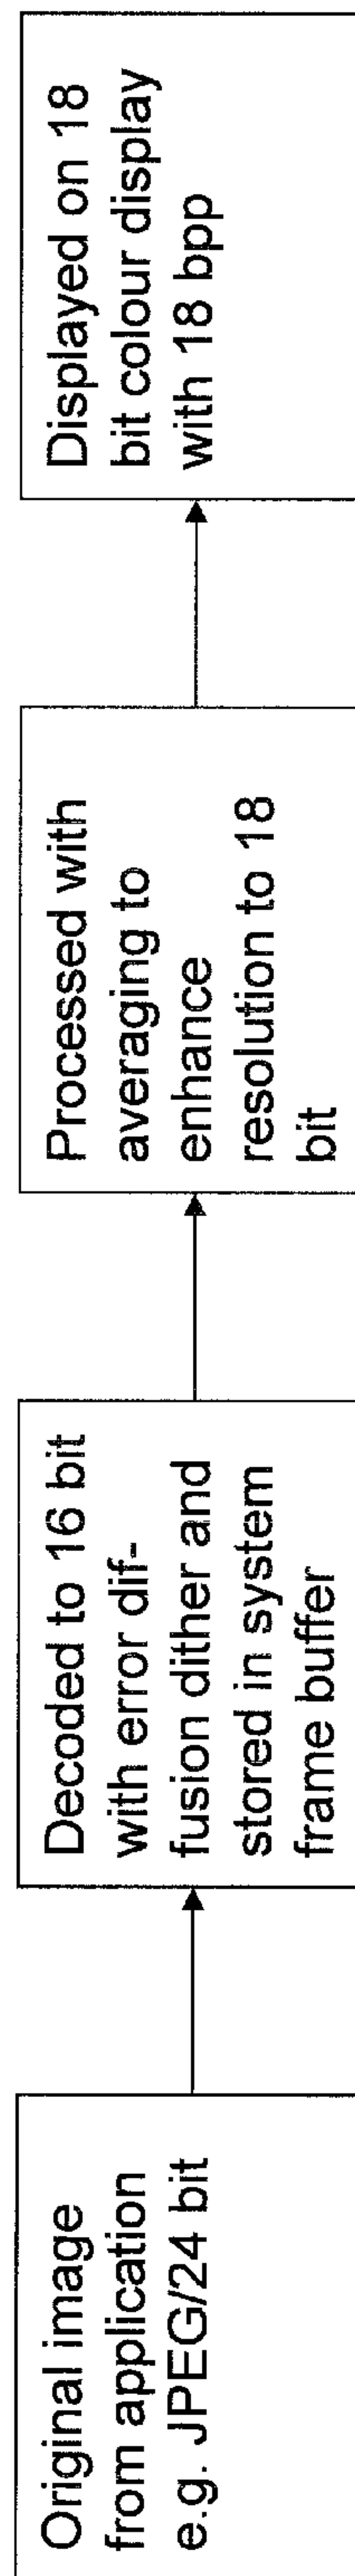 Original image
from application
e.g. JPEG/24 bit
Decoded to 16 bit
with error dif-
fusion dither and
stored in system
frame buffer
Processed with
averaging to
enhance
resolution to 18
bit
Displayed on 18
bit colour display
with 18 bpp